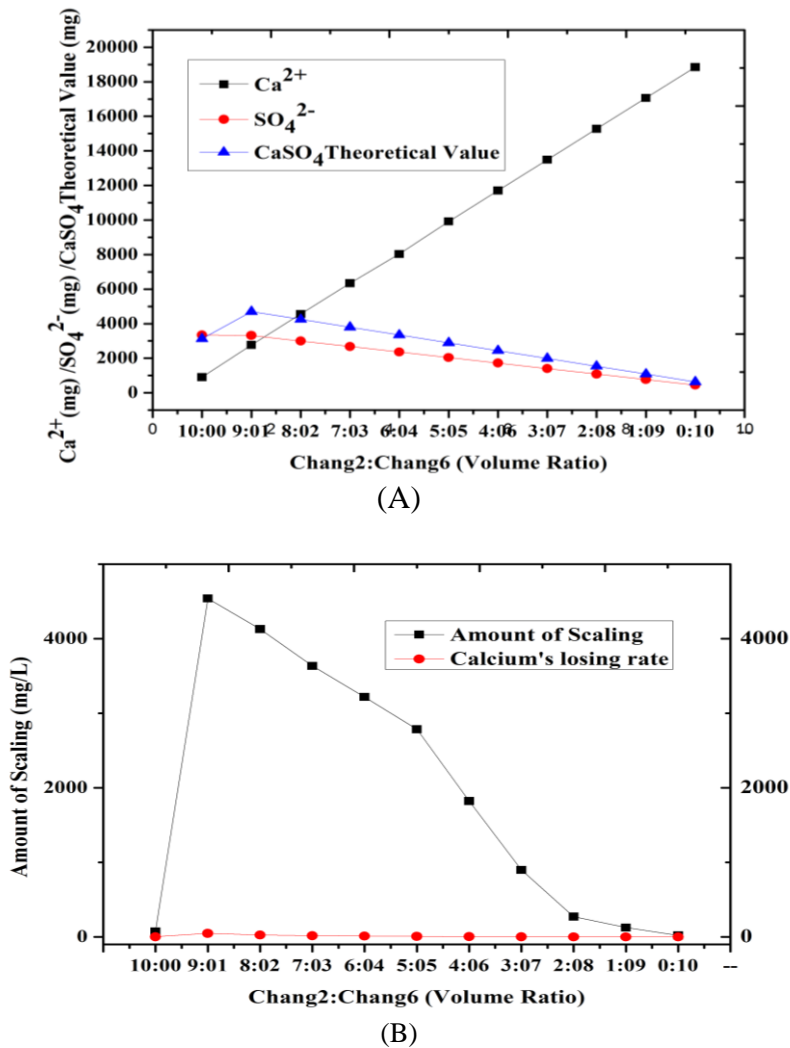 Ca2+(mg) /SO42-(mg) /CaSO4Theoretical Value (mg)
20000
18000
16000
14000
12000
10000
8000
6000
4000
2000
0
Ca2+
SO42-
CaSO4Theoretical Value
0 2 8 10
10:00 9:01 8:02 7:03 6:04 5:05 4:06 3:07 2:08 1:09 0:10
Chang2:Chang6 (Volume Ratio)
(A)
Amount of Scaling (mg/L)
4000
2000
0
Amount of Scaling
Calcium's losing rate
4000
2000
0
10:00 9:01 8:02 7:03 6:04 5:05 4:06 3:07 2:08 1:09 0:10 --
Chang2:Chang6 (Volume Ratio)
(B)